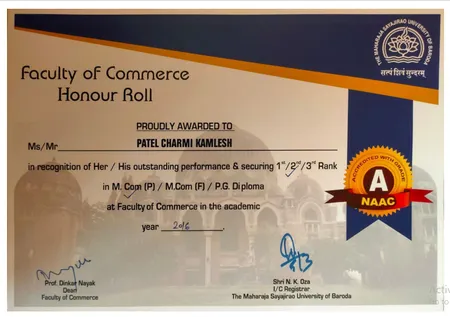 THE MAHARAJA SAYAJIRAO UNIVERSITY OF BARODA
सत्यं शिवं सुन्दरम्
Faculty of Commerce
Honour Roll
PROUDLY AWARDED TO
Ms/Mr PATEL CHARMI KAMLESH
in recognition of Her / His outstanding performance & securing 1st/2nd/3rd Rank
in M. Com (P) / M.Com (F) / P.G. Diploma
at Faculty of Commerce in the academic
year 2016.
ACCREDITED WITH GRADE
A
NAAC
Prof. Dinkar Nayak
Dean
Faculty of Commerce
Shri N. K. Oza
I/C Registrar
The Maharaja Sayajirao University of Baroda